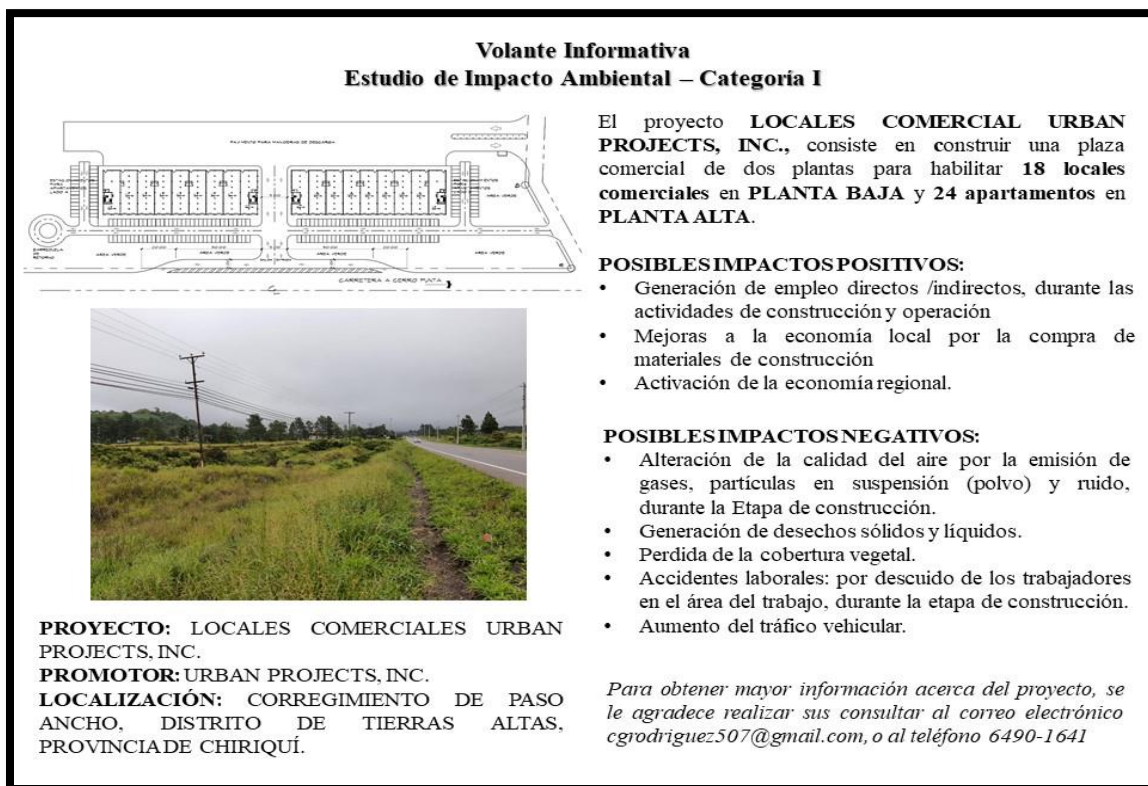 Volante Informativa
Estudio de Impacto Ambiental – Categoría I
PAVIMENTO PARA MANIOBRAS DE DESCARGA
AREA VERDE
AREA VERDE
AREA VERDE
AREA VERDE
CARRETERA A CERRO PUNTA
PROYECTO: LOCALES COMERCIALES URBAN
PROJECTS, INC.
PROMOTOR: URBAN PROJECTS, INC.
LOCALIZACIÓN: CORREGIMIENTO DE PASO
ANCHO, DISTRITO DE TIERRAS ALTAS,
PROVINCIA DE CHIRIQUÍ.
El proyecto LOCALES COMERCIAL URBAN
PROJECTS, INC., consiste en construir una plaza
comercial de dos plantas para habilitar 18 locales
comerciales en PLANTA BAJA y 24 apartamentos en
PLANTA ALTA.
POSIBLES IMPACTOS POSITIVOS:
• Generación de empleo directos /indirectos, durante las
actividades de construcción y operación
• Mejoras a la economía local por la compra de
materiales de construcción
• Activación de la economía regional.
POSIBLES IMPACTOS NEGATIVOS:
• Alteración de la calidad del aire por la emisión de
gases, partículas en suspensión (polvo) y ruido,
durante la Etapa de construcción.
• Generación de desechos sólidos y líquidos.
• Perdida de la cobertura vegetal.
• Accidentes laborales: por descuido de los trabajadores
en el área del trabajo, durante la etapa de construcción.
• Aumento del tráfico vehicular.
Para obtener mayor información acerca del proyecto, se
le agradece realizar sus consultar al correo electrónico
cgrodriguez507@gmail.com, o al teléfono 6490-1641